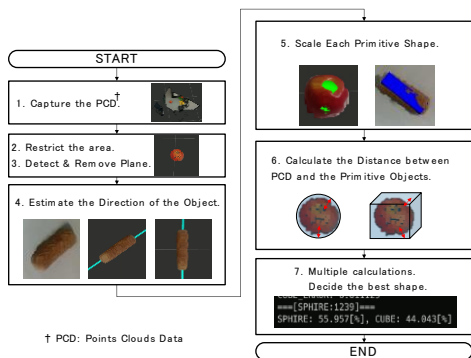 START
1. Capture the PCD.†
2. Restrict the area.
3. Detect & Remove Plane.
4. Estimate the Direction of the Object.
† PCD: Points Clouds Data
5. Scale Each Primitive Shape.
6. Calculate the Distance between
PCD and the Primitive Objects.
7. Multiple calculations.
Decide the best shape.
===[SPHIRE:1239]===
SPHIRE: 55.957[%], CUBE: 44.043[%]
END